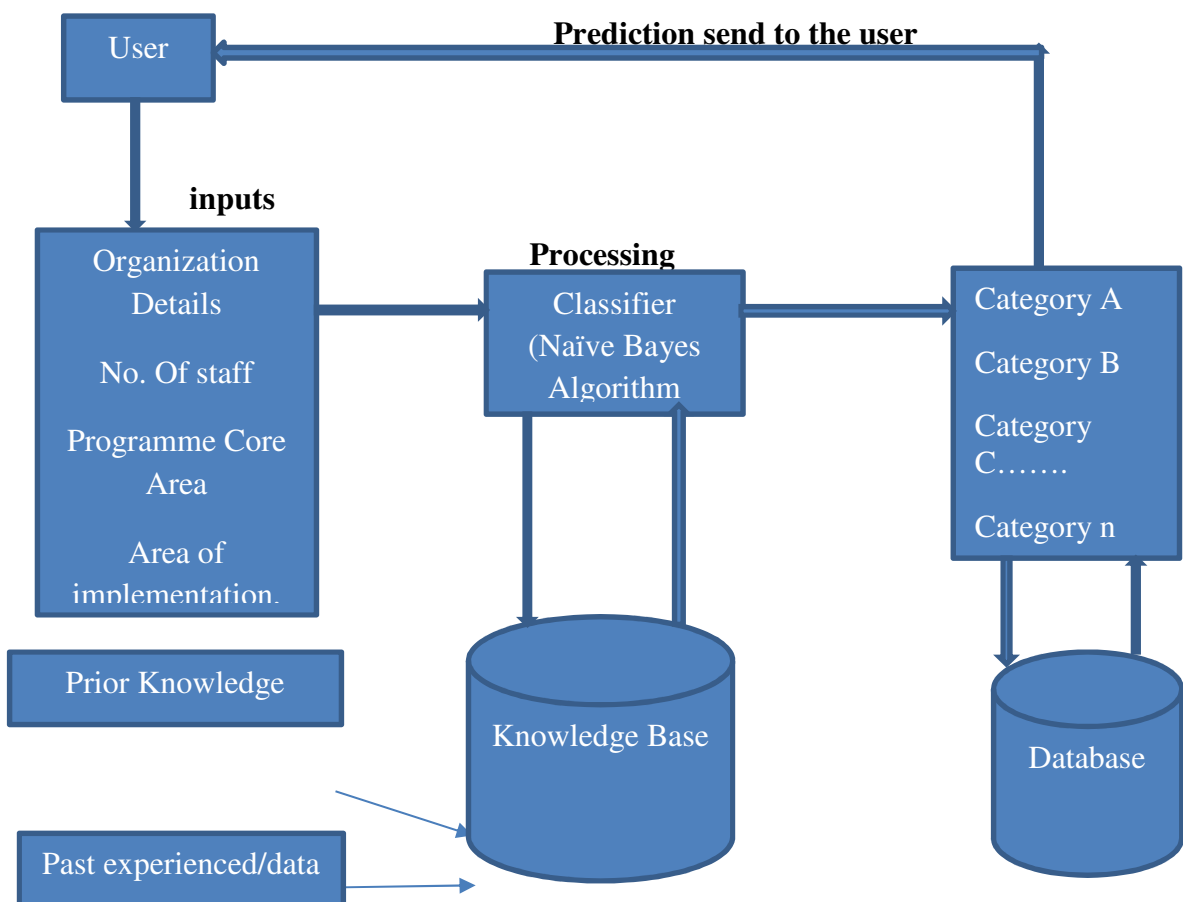 User
Prediction send to the user
inputs
Organization
Details
No. Of staff
Programme Core
Area
Area of
implementation.
Processing
Classifier
(Naïve Bayes
Algorithm
Category A
Category B
Category
C…….
Category n
Prior Knowledge
Knowledge Base
Database
Past experienced/data